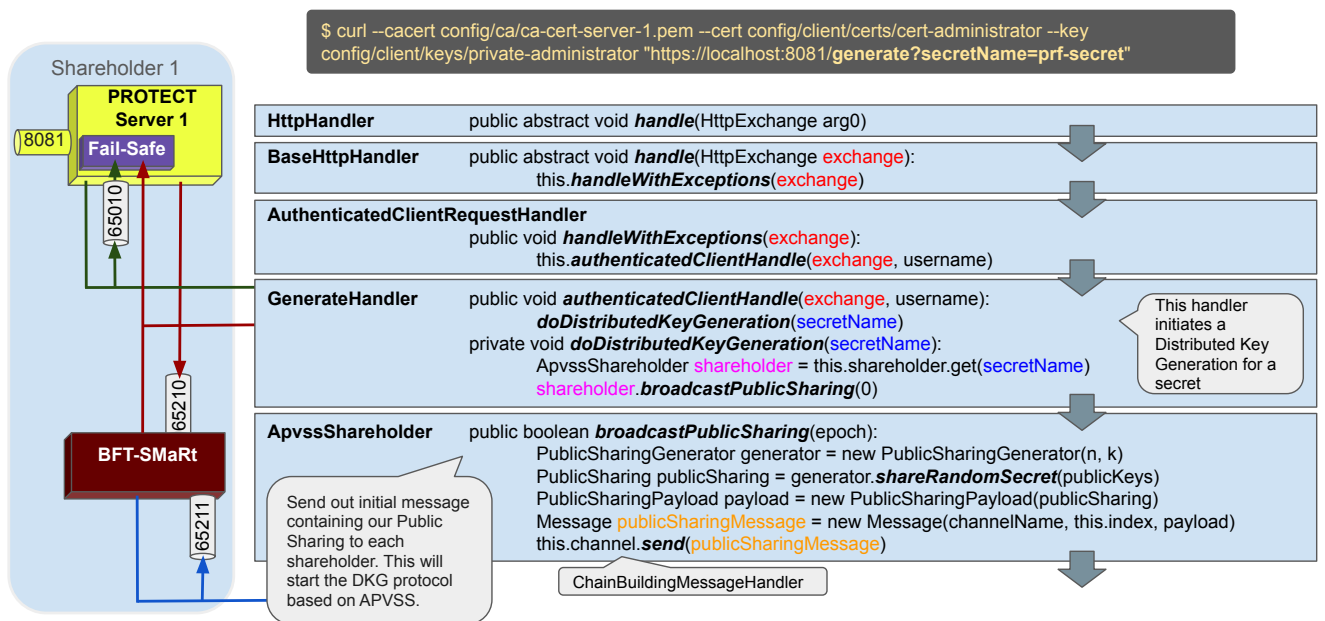 $ curl --cacert config/ca/ca-cert-server-1.pem --cert config/client/certs/cert-administrator --key
config/client/keys/private-administrator "https://localhost:8081/generate?secretName=prf-secret"
Shareholder 1
PROTECT
Server 1
8081
Fail-Safe
65010
65210
BFT-SMaRt
65211
HttpHandler public abstract void handle(HttpExchange arg0)
BaseHttpHandler public abstract void handle(HttpExchange exchange):
this.handleWithExceptions(exchange)
AuthenticatedClientRequestHandler
public void handleWithExceptions(exchange):
this.authenticatedClientHandle(exchange, username)
GenerateHandler public void authenticatedClientHandle(exchange, username):
doDistributedKeyGeneration(secretName)
private void doDistributedKeyGeneration(secretName):
ApvssShareholder shareholder = this.shareholder.get(secretName)
shareholder.broadcastPublicSharing(0)
This handler
initiates a
Distributed Key
Generation for a
secret
ApvssShareholder public boolean broadcastPublicSharing(epoch):
PublicSharingGenerator generator = new PublicSharingGenerator(n, k)
PublicSharing publicSharing = generator.shareRandomSecret(publicKeys)
PublicSharingPayload payload = new PublicSharingPayload(publicSharing)
Message publicSharingMessage = new Message(channelName, this.index, payload)
this.channel.send(publicSharingMessage)
Send out initial message
containing our Public
Sharing to each
shareholder. This will
start the DKG protocol
based on APVSS.
ChainBuildingMessageHandler